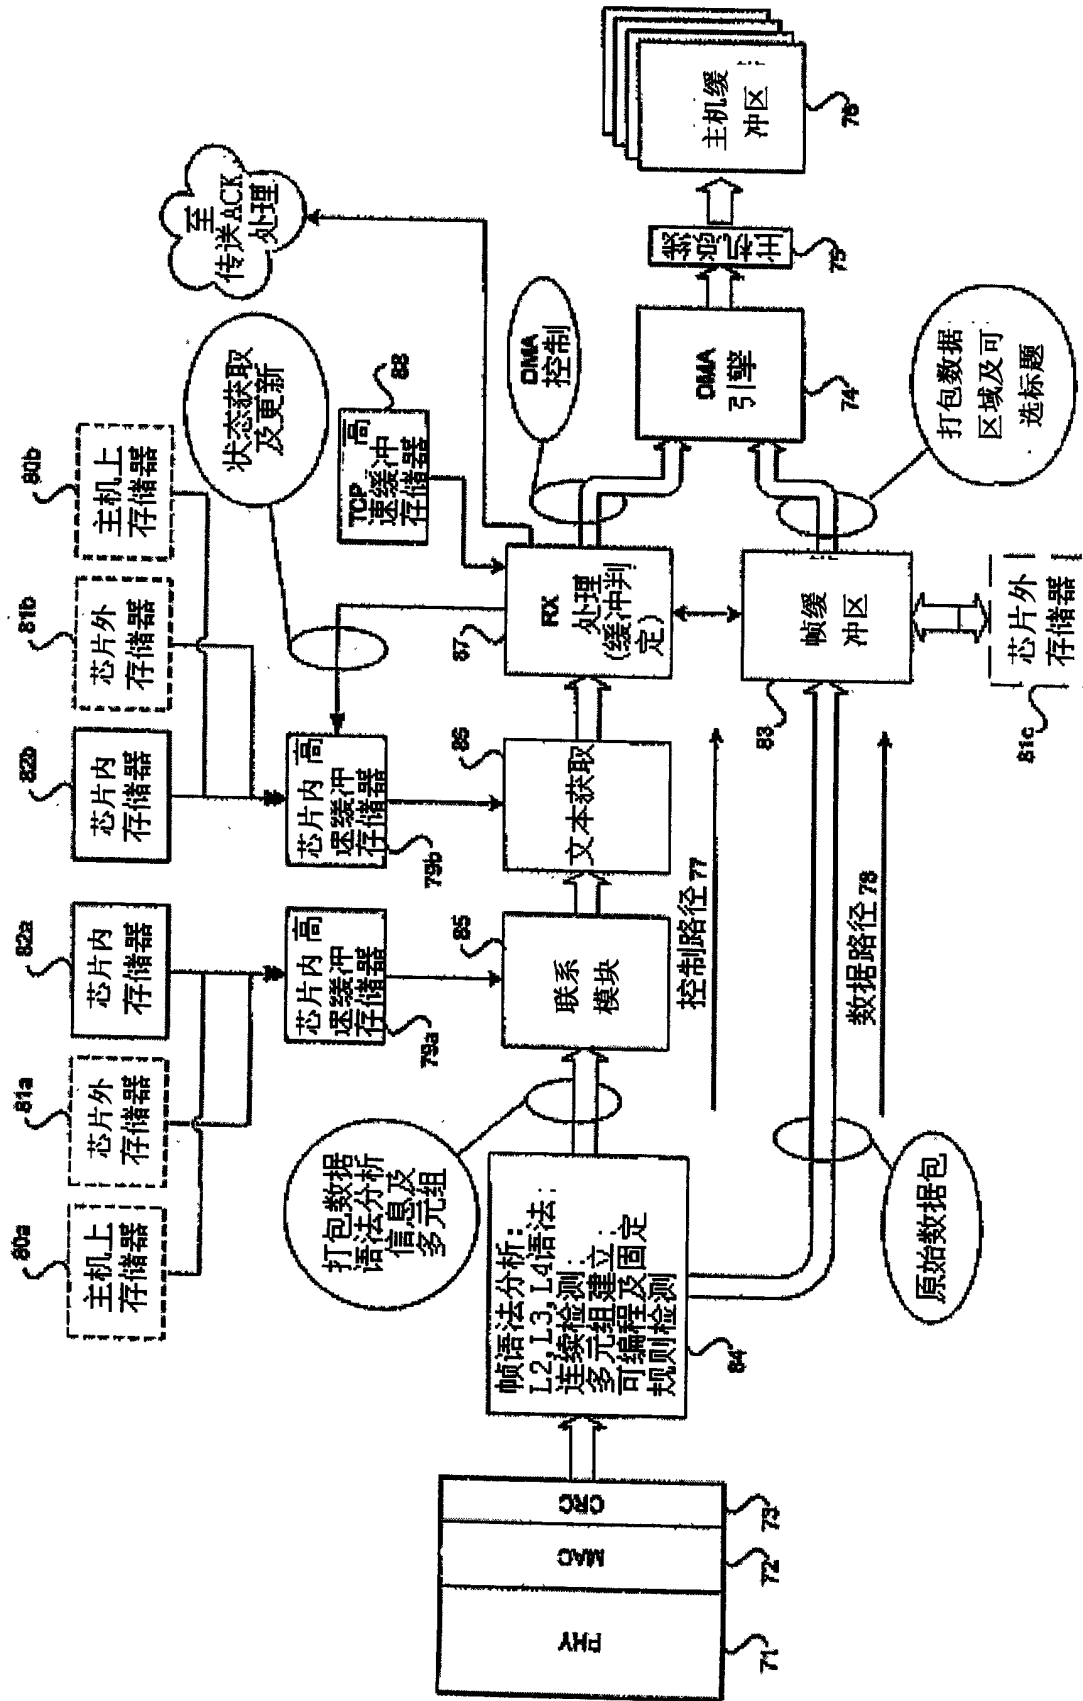 主机上
存储器
80a
芯片外
存储器
81a
芯片内
存储器
82a
芯片内
存储器
82b
芯片外
存储器
81b
主机上
存储器
80b
芯片内 高
速缓冲
存储器
79a
芯片内 高
速缓冲
存储器
79b
状态获取
及更新
TCP 高
速缓冲
存储器
88
至
传送ACK
处理
打包数据
语法分析
信息及
多元组
PHY
71
MAC
72
CRC
73
帧语法分析:
L2,L3,L4语法;
连续检测;
多元组建立;
可编程及固定
规则检测
84
联系
模块
85
文本获取
86
RX
处理
(缓冲判
定)
87
DMA
控制
DMA
引擎
74
75
主机缓
冲区
76
控制路径77
数据路径78
原始数据包
帧缓
冲区
83
芯片外
存储器
81c
打包数据
区域及可
选标题